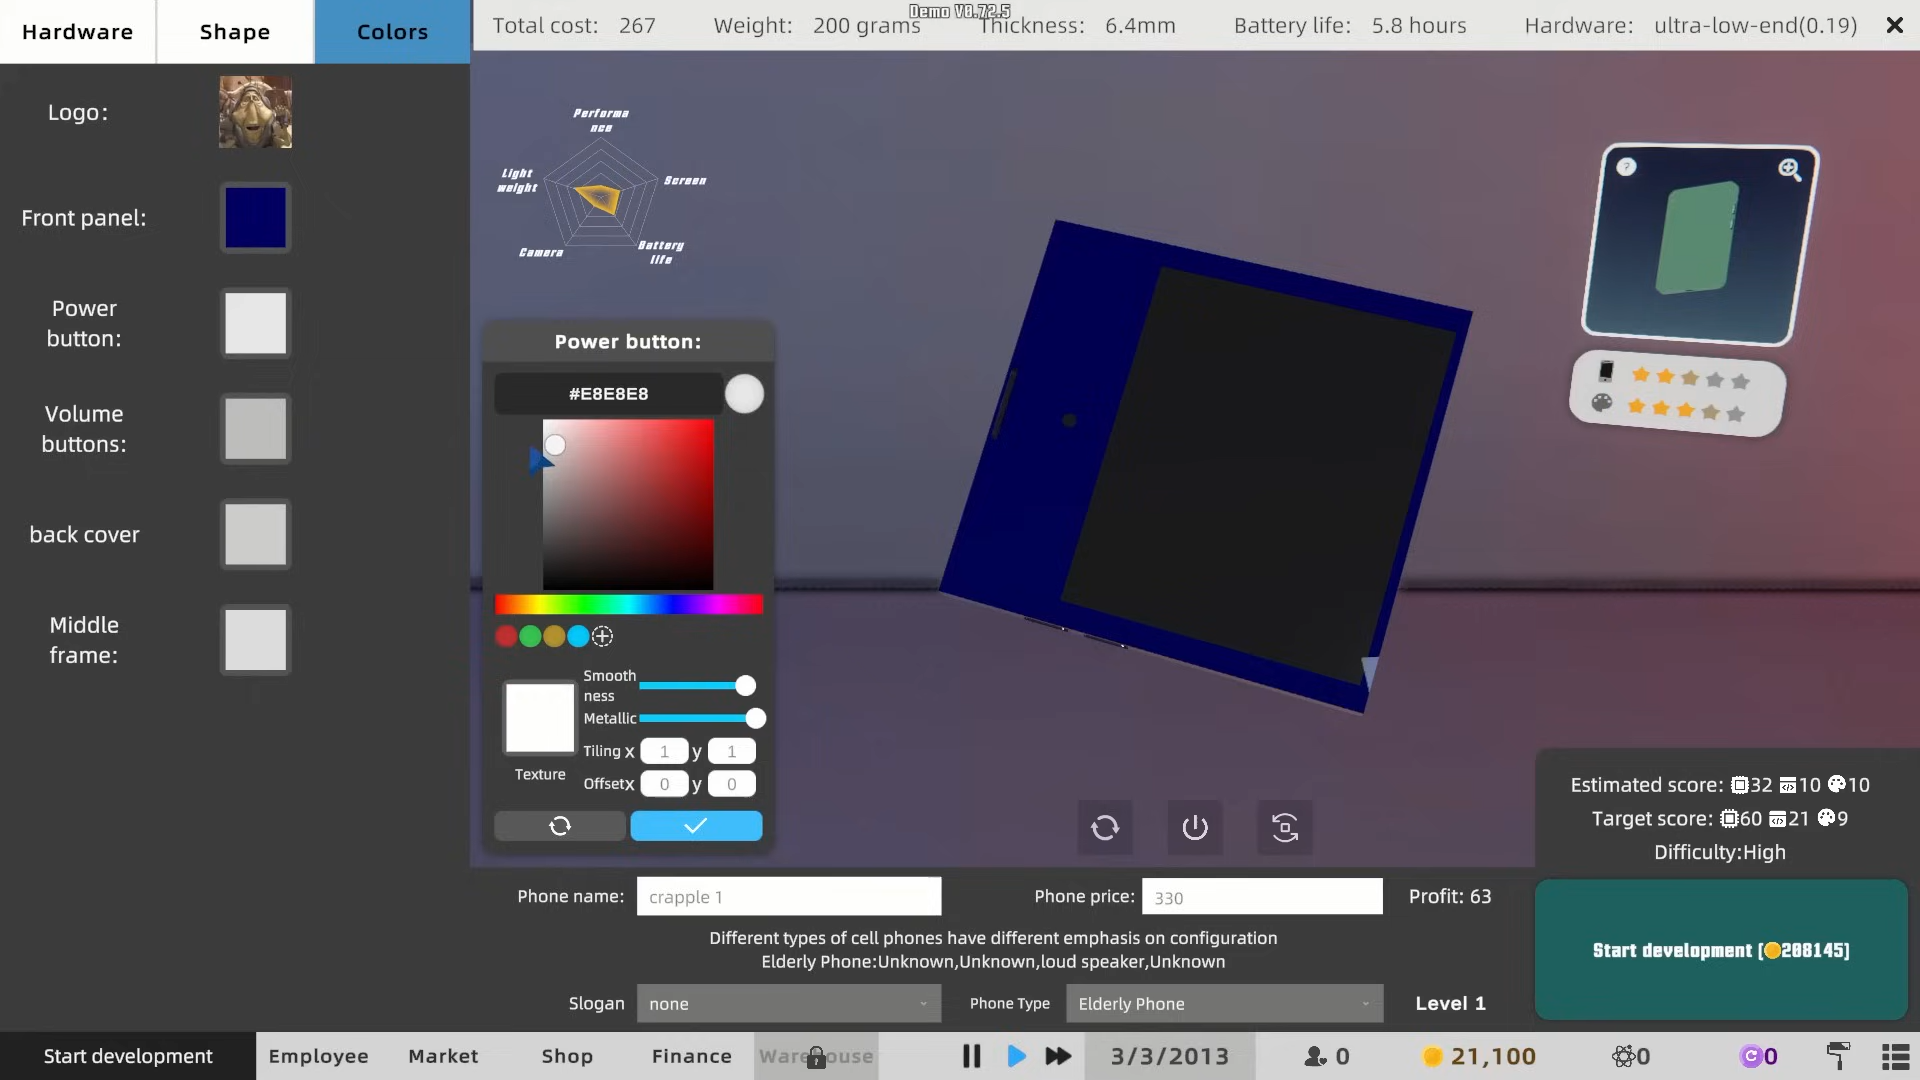 Demo V0.72.5
Hardware Shape Colors
Total cost: 267 Weight: 200 grams Thickness: 6.4mm Battery life: 5.8 hours Hardware: ultra-low-end(0.19)
Logo:
Front panel:
Power
button:
Volume
buttons:
back cover
Middle
frame:
Performa
nce
Light
weight
Screen
Camera
Battery
life
?
Power button:
#E8E8E8
Smooth
ness
Metallic
Tiling x 1 y 1
Texture
Offsetx 0 y 0
Estimated score: 32 10 10
Target score: 60 21 9
Difficulty:High
Phone name: crapple 1 Phone price: 330 Profit: 63
Different types of cell phones have different emphasis on configuration
Elderly Phone:Unknown,Unknown,loud speaker,Unknown
Start development [208145]
Slogan none Phone Type Elderly Phone Level 1
Start development Employee Market Shop Finance Warehouse 3/3/2013 0 21,100 0 0